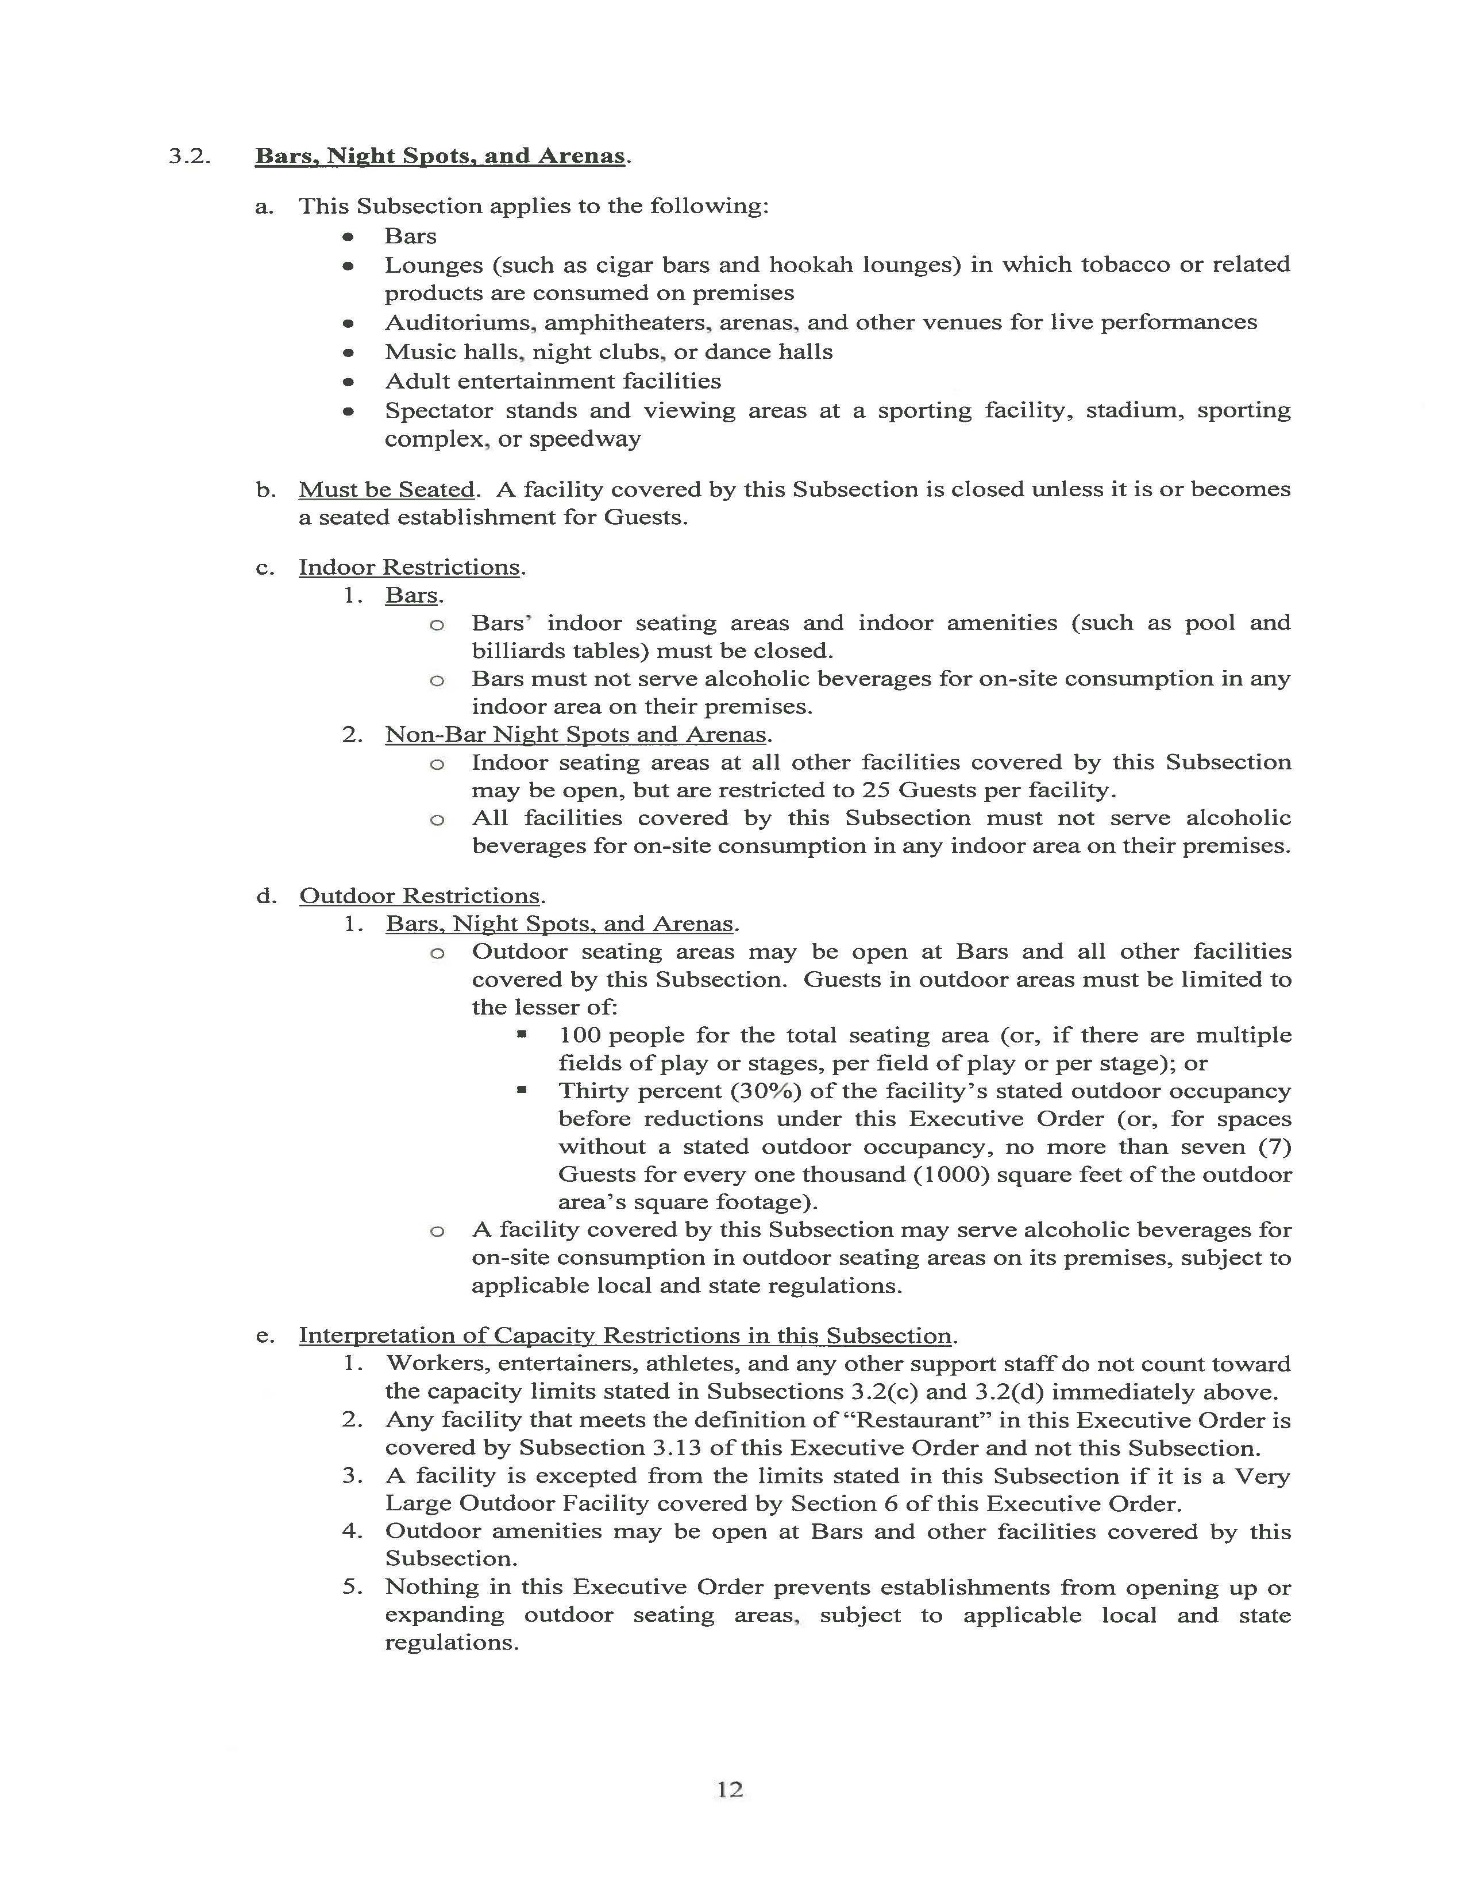 3.2. Bars, Night Spots, and Arenas.
a. This Subsection applies to the following:
• Bars
• Lounges (such as cigar bars and hookah lounges) in which tobacco or related
products are consumed on premises
• Auditoriums, amphitheaters, arenas, and other venues for live performances
• Music halls, night clubs, or dance halls
• Adult entertainment facilities
• Spectator stands and viewing areas at a sporting facility, stadium, sporting
complex, or speedway
b. Must be Seated. A facility covered by this Subsection is closed unless it is or becomes
a seated establishment for Guests.
c. Indoor Restrictions.
1. Bars.
o Bars' indoor seating areas and indoor amenities (such as pool and
billiards tables) must be closed.
o Bars must not serve alcoholic beverages for on-site consumption in any
indoor area on their premises.
2. Non-Bar Night Spots and Arenas.
o Indoor seating areas at all other facilities covered by this Subsection
may be open, but are restricted to 25 Guests per facility.
o All facilities covered by this Subsection must not serve alcoholic
beverages for on-site consumption in any indoor area on their premises.
d. Outdoor Restrictions.
1. Bars, Night Spots, and Arenas.
o Outdoor seating areas may be open at Bars and all other facilities
covered by this Subsection. Guests in outdoor areas must be limited to
the lesser of:
▪ 100 people for the total seating area (or, if there are multiple
fields of play or stages, per field of play or per stage); or
▪ Thirty percent (30%) of the facility's stated outdoor occupancy
before reductions under this Executive Order (or, for spaces
without a stated outdoor occupancy, no more than seven (7)
Guests for every one thousand (1000) square feet of the outdoor
area's square footage).
o A facility covered by this Subsection may serve alcoholic beverages for
on-site consumption in outdoor seating areas on its premises, subject to
applicable local and state regulations.
e. Interpretation of Capacity Restrictions in this Subsection.
1. Workers, entertainers, athletes, and any other support staff do not count toward
the capacity limits stated in Subsections 3.2(c) and 3.2(d) immediately above.
2. Any facility that meets the definition of “Restaurant” in this Executive Order is
covered by Subsection 3.13 of this Executive Order and not this Subsection.
3. A facility is excepted from the limits stated in this Subsection if it is a Very
Large Outdoor Facility covered by Section 6 of this Executive Order.
4. Outdoor amenities may be open at Bars and other facilities covered by this
Subsection.
5. Nothing in this Executive Order prevents establishments from opening up or
expanding outdoor seating areas, subject to applicable local and state
regulations.
12